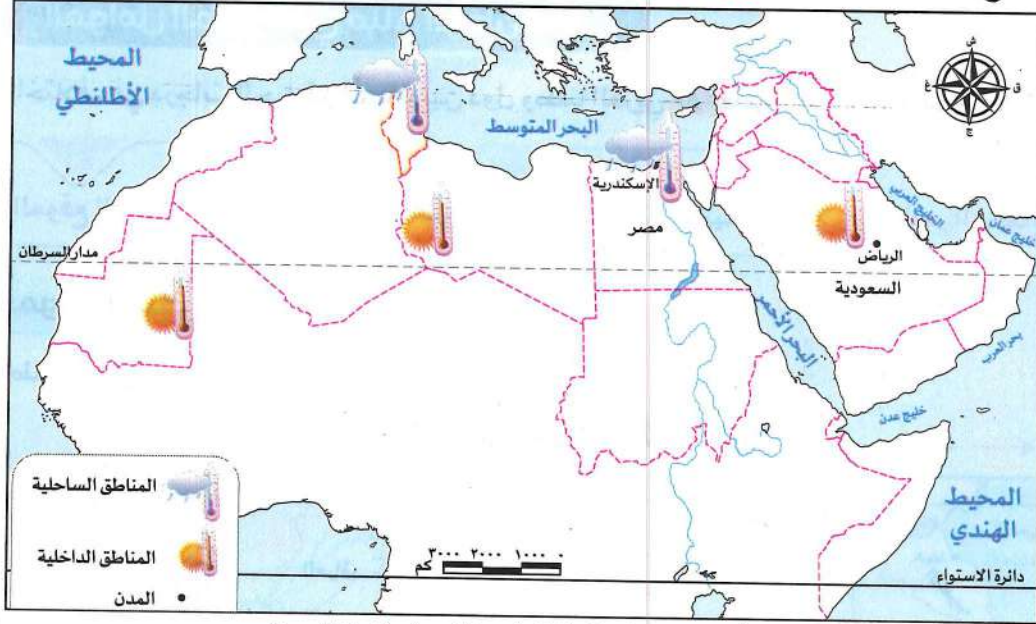 المحيط
الأطلنطي
البحر المتوسط
ش
غ
ق
ج
الإسكندرية
مصر
الخليج العربي
خليج عمان
الرياض
السعودية
مدار السرطان
البحر الأحمر
بحر العرب
خليج عدن
المحيط
الهندي
دائرة الاستواء
المناطق الساحلية
المناطق الداخلية
المدن
٣٠٠٠ ٢٠٠٠ ١٠٠٠ ٠
كم